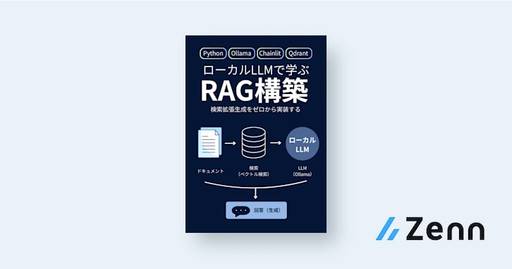 Python Ollama Chainlit Qdrant
ローカルLLMで学ぶ
RAG構築
検索拡張生成をゼロから実装する
ローカル
LLM
ドキュメント
検索
(ベクトル検索)
LLM
(Ollama)
回答（生成）
Zenn